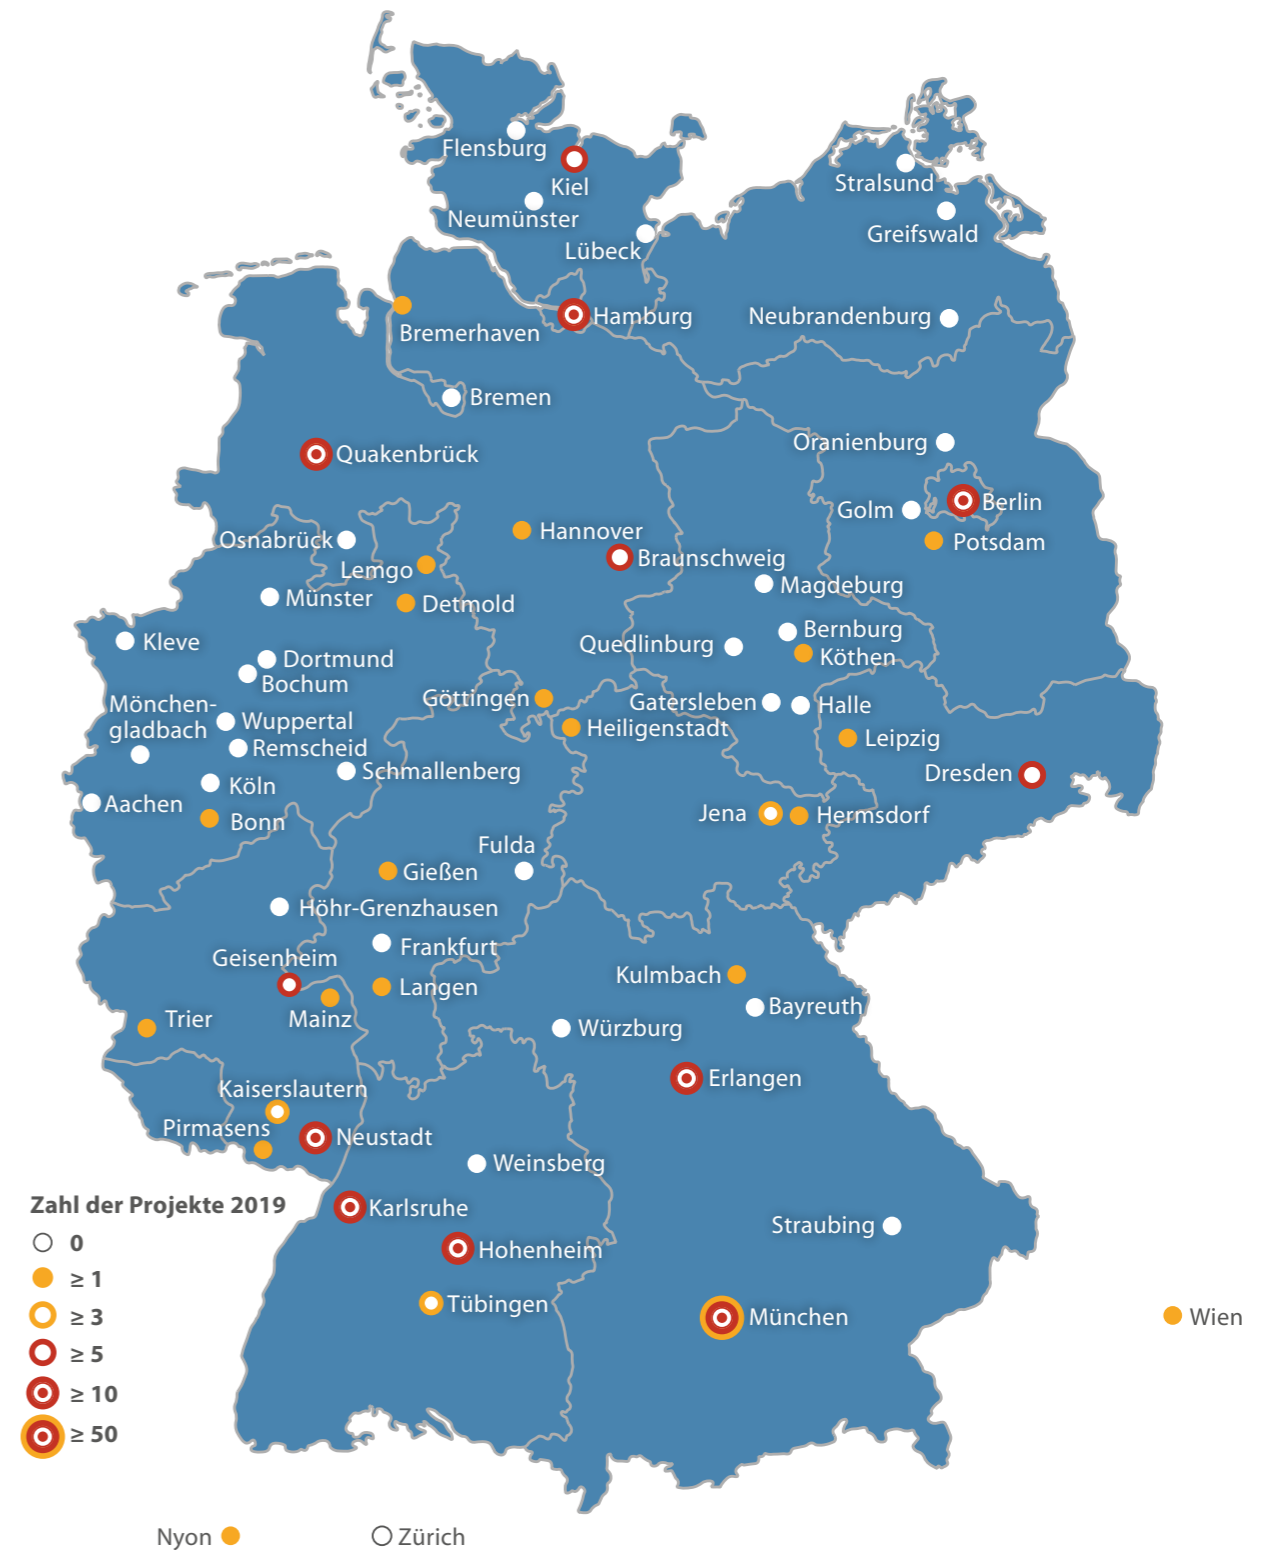 Flensburg
Kiel
Stralsund
Neumünster
Greifswald
Lübeck
Hamburg
Neubrandenburg
Bremerhaven
Bremen
Oranienburg
Quakenbrück
Berlin
Golm
Hannover
Potsdam
Osnabrück
Braunschweig
Lemgo
Magdeburg
Münster
Detmold
Bernburg
Kleve
Quedlinburg
Köthen
Dortmund
Bochum
Göttingen
Gatersleben
Halle
Mönchen-
gladbach
Wuppertal
Heiligenstadt
Leipzig
Remscheid
Schmallenberg
Dresden
Köln
Aachen
Bonn
Jena
Hermsdorf
Fulda
Gießen
Höhr-Grenzhausen
Frankfurt
Geisenheim
Kulmbach
Langen
Bayreuth
Trier
Mainz
Würzburg
Erlangen
Kaiserslautern
Pirmasens
Neustadt
Weinsberg
Karlsruhe
Straubing
Hohenheim
Tübingen
München
Wien
Zahl der Projekte 2019
0
≥ 1
≥ 3
≥ 5
≥ 10
≥ 50
Nyon
Zürich